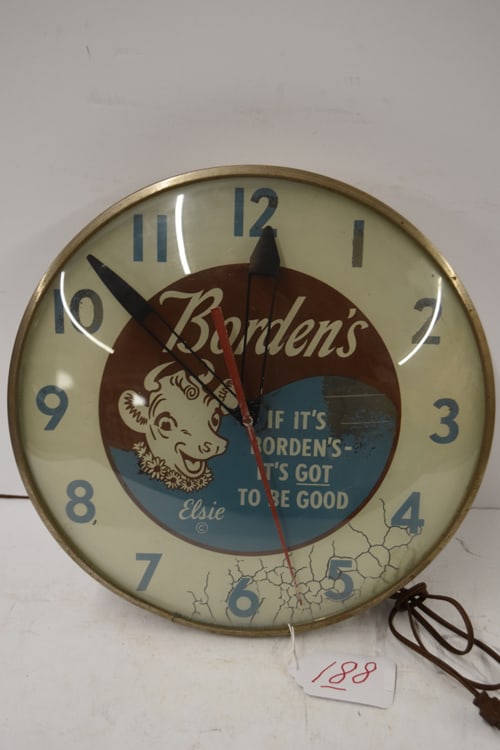 12
11
1
10
2
9
3
8
4
7
5
6
Borden's
IF IT'S
BORDEN'S-
IT'S GOT
TO BE GOOD
Elsie
©
188